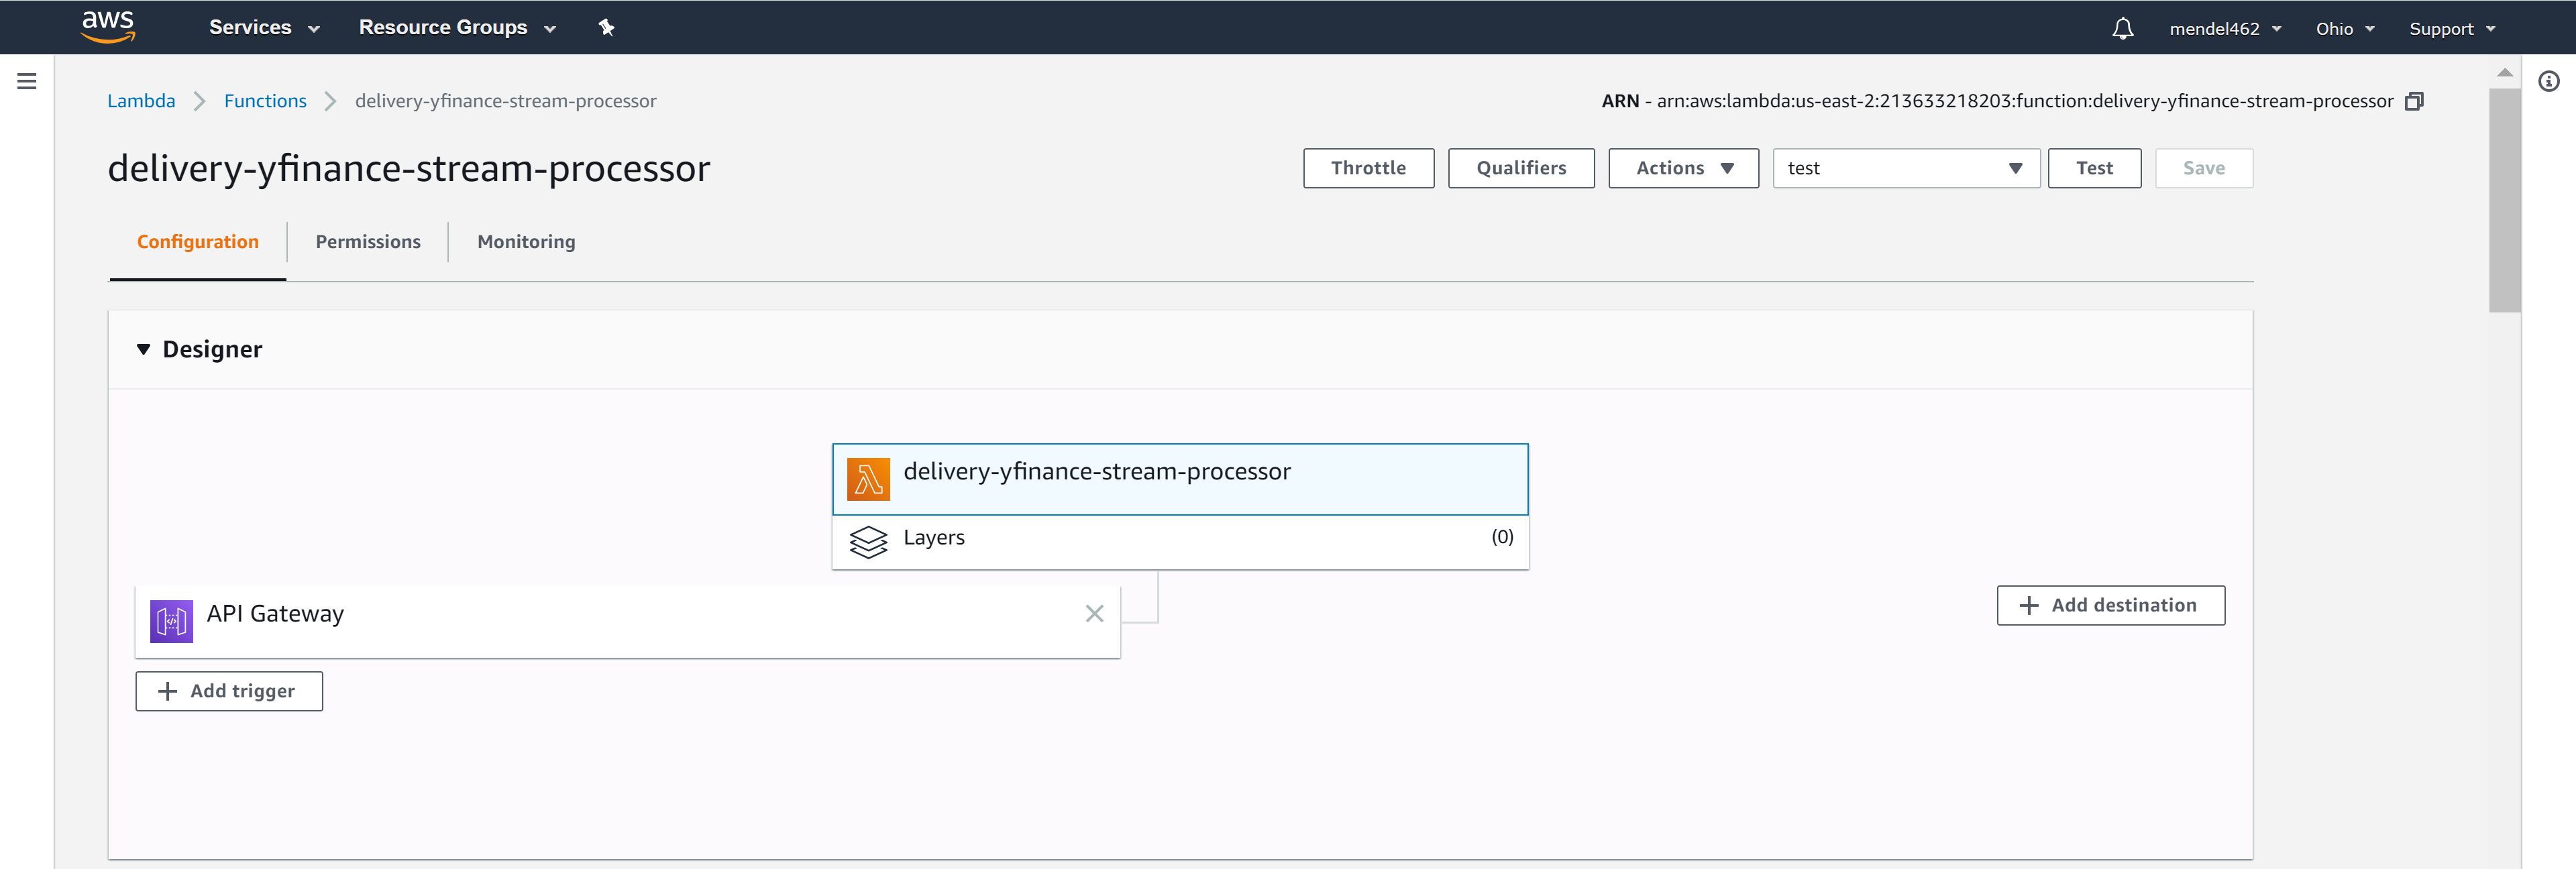 aws Services Resource Groups mendel462 Ohio Support
Lambda Functions delivery-yfinance-stream-processor ARN - arn:aws:lambda:us-east-2:213633218203:function:delivery-yfinance-stream-processor
delivery-yfinance-stream-processor Throttle Qualifiers Actions test Test Save
Configuration Permissions Monitoring
Designer
delivery-yfinance-stream-processor
Layers (0)
API Gateway
Add destination
Add trigger